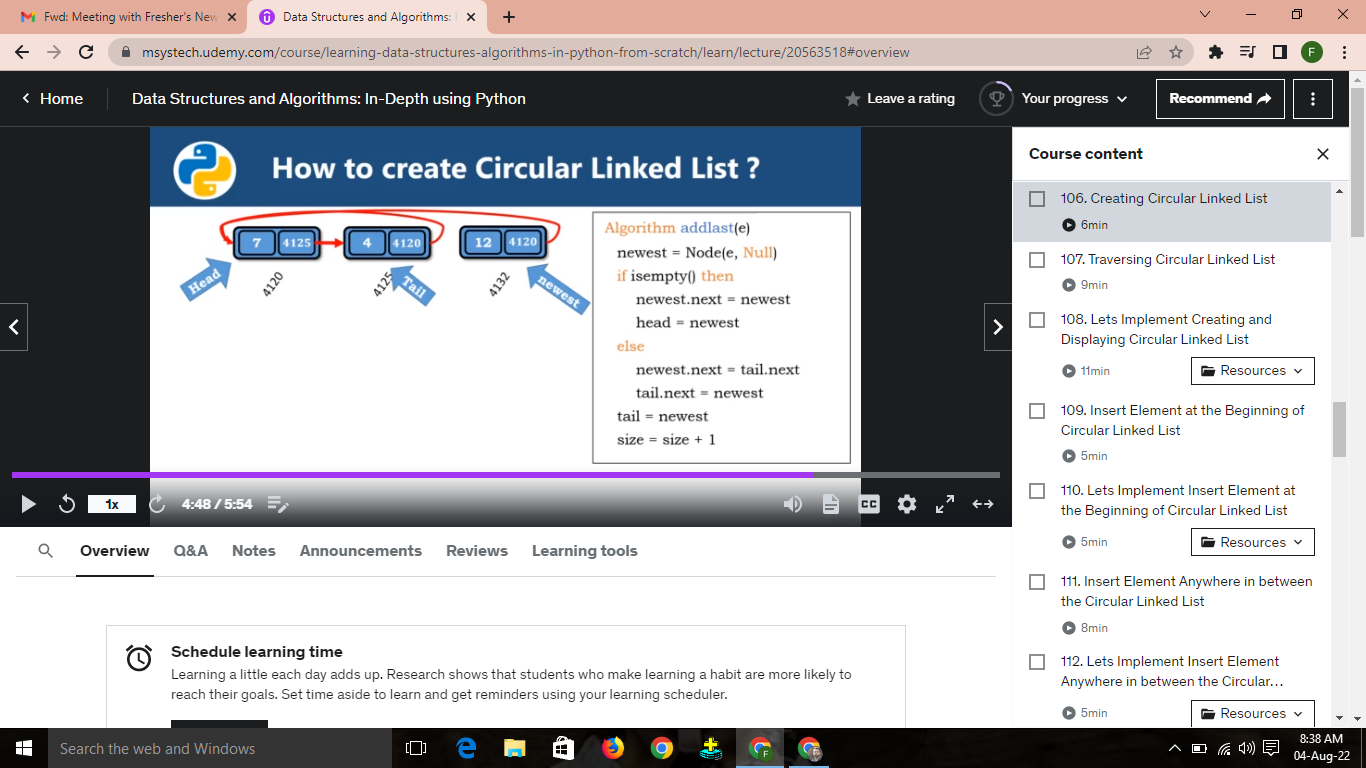 Fwd: Meeting with Fresher's New
Data Structures and Algorithms: I
msystech.udemy.com/course/learning-data-structures-algorithms-in-python-from-scratch/learn/lecture/20563518#overview
F
Home
Data Structures and Algorithms: In-Depth using Python
Leave a rating
Your progress
Recommend
How to create Circular Linked List ?
7 4125
4 4120
12 4120
Head
4120
4125
Tail
4132
newest
Algorithm addlast(e)
newest = Node(e, Null)
if isempty() then
newest.next = newest
head = newest
else
newest.next = tail.next
tail.next = newest
tail = newest
size = size + 1
1x
4:48 / 5:54
CC
Overview
Q&A
Notes
Announcements
Reviews
Learning tools
Schedule learning time
Learning a little each day adds up. Research shows that students who make learning a habit are more likely to
reach their goals. Set time aside to learn and get reminders using your learning scheduler.
Course content
106. Creating Circular Linked List
6min
107. Traversing Circular Linked List
9min
108. Lets Implement Creating and
Displaying Circular Linked List
11min
Resources
109. Insert Element at the Beginning of
Circular Linked List
5min
110. Lets Implement Insert Element at
the Beginning of Circular Linked List
5min
Resources
111. Insert Element Anywhere in between
the Circular Linked List
8min
112. Lets Implement Insert Element
Anywhere in between the Circular...
5min
Resources
Search the web and Windows
F
8:38 AM
04-Aug-22